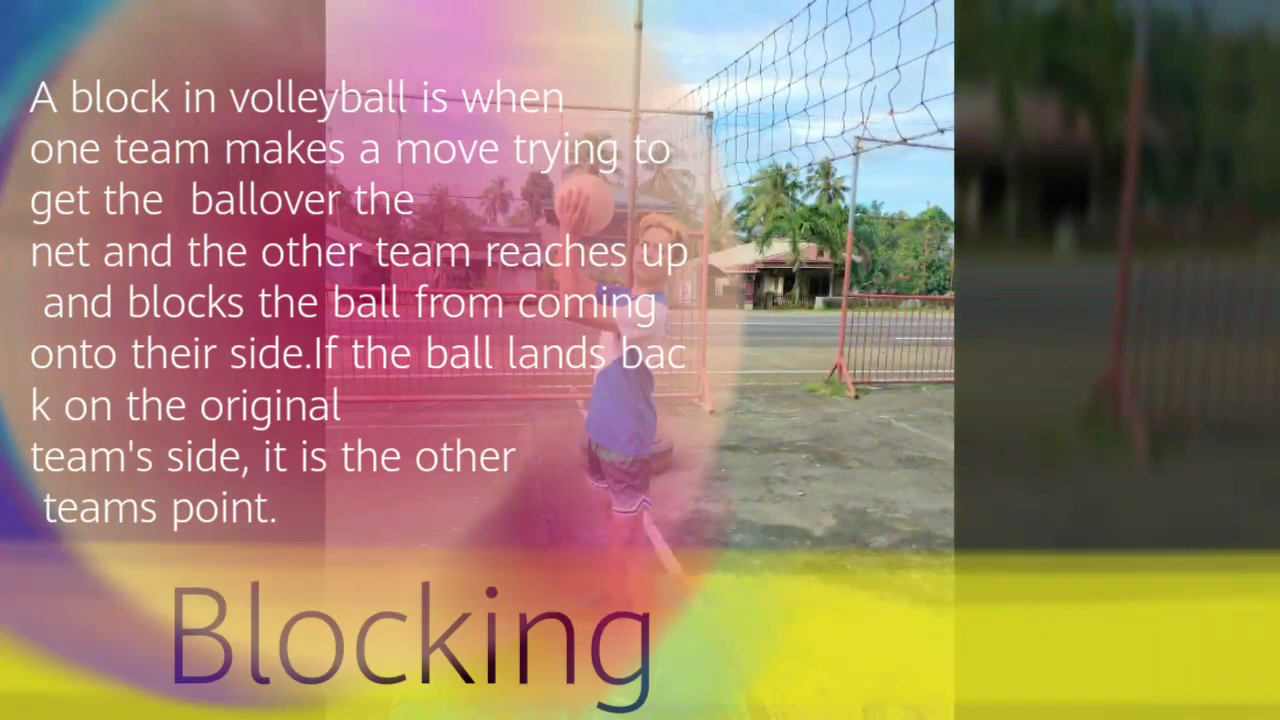 A block in volleyball is when
one team makes a move trying to
get the  ballover the
net and the other team reaches up
and blocks the ball from coming
onto their side.If the ball lands bac
k on the original
team's side, it is the other
teams point.
Blocking